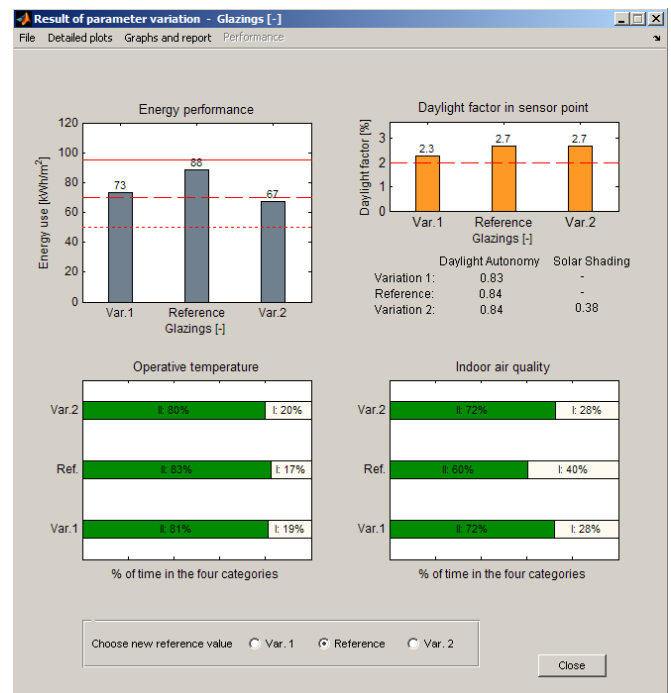 Result of parameter variation - Glazings [-]
File Detailed plots Graphs and report Performance
Energy performance
Energy use [kWh/m²]
120
100
80
60
40
20
0
73
88
67
Var.1 Reference Var.2
Glazings [-]
Daylight factor in sensor point
Daylight factor [%]
3
2
1
0
2.3
2.7
2.7
Var.1 Reference Var.2
Glazings [-]
Daylight Autonomy Solar Shading
Variation 1: 0.83 -
Reference: 0.84 -
Variation 2: 0.84 0.38
Operative temperature
Var.2 II: 80% I: 20%
Ref. II: 83% I: 17%
Var.1 II: 81% I: 19%
% of time in the four categories
Indoor air quality
Var.2 II: 72% I: 28%
Ref. II: 60% I: 40%
Var.1 II: 72% I: 28%
% of time in the four categories
Choose new reference value Var. 1 Reference Var. 2
Close